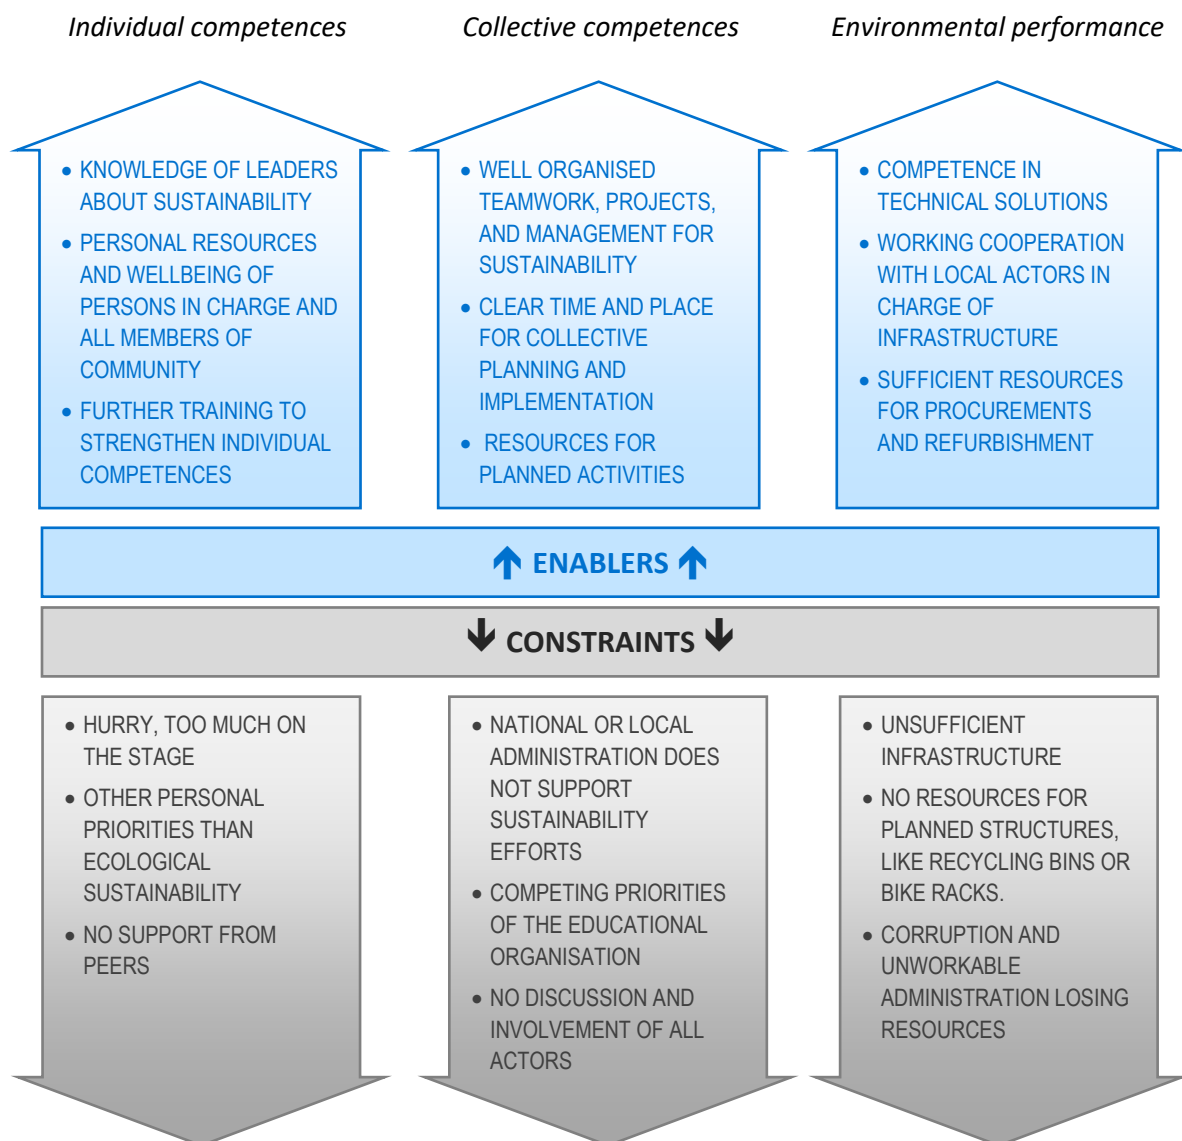 Individual competences
Collective competences
Environmental performance
• KNOWLEDGE OF LEADERS
ABOUT SUSTAINABILITY
• PERSONAL RESOURCES
AND WELLBEING OF
PERSONS IN CHARGE AND
ALL MEMBERS OF
COMMUNITY
• FURTHER TRAINING TO
STRENGTHEN INDIVIDUAL
COMPETENCES
• WELL ORGANISED
TEAMWORK, PROJECTS,
AND MANAGEMENT FOR
SUSTAINABILITY
• CLEAR TIME AND PLACE
FOR COLLECTIVE
PLANNING AND
IMPLEMENTATION
• RESOURCES FOR
PLANNED ACTIVITIES
• COMPETENCE IN
TECHNICAL SOLUTIONS
• WORKING COOPERATION
WITH LOCAL ACTORS IN
CHARGE OF
INFRASTRUCTURE
• SUFFICIENT RESOURCES
FOR PROCUREMENTS
AND REFURBISHMENT
ENABLERS
CONSTRAINTS
• HURRY, TOO MUCH ON
THE STAGE
• OTHER PERSONAL
PRIORITIES THAN
ECOLOGICAL
SUSTAINABILITY
• NO SUPPORT FROM
PEERS
• NATIONAL OR LOCAL
ADMINISTRATION DOES
NOT SUPPORT
SUSTAINABILITY
EFFORTS
• COMPETING PRIORITIES
OF THE EDUCATIONAL
ORGANISATION
• NO DISCUSSION AND
INVOLVEMENT OF ALL
ACTORS
• UNSUFFICIENT
INFRASTRUCTURE
• NO RESOURCES FOR
PLANNED STRUCTURES,
LIKE RECYCLING BINS OR
BIKE RACKS.
• CORRUPTION AND
UNWORKABLE
ADMINISTRATION LOSING
RESOURCES